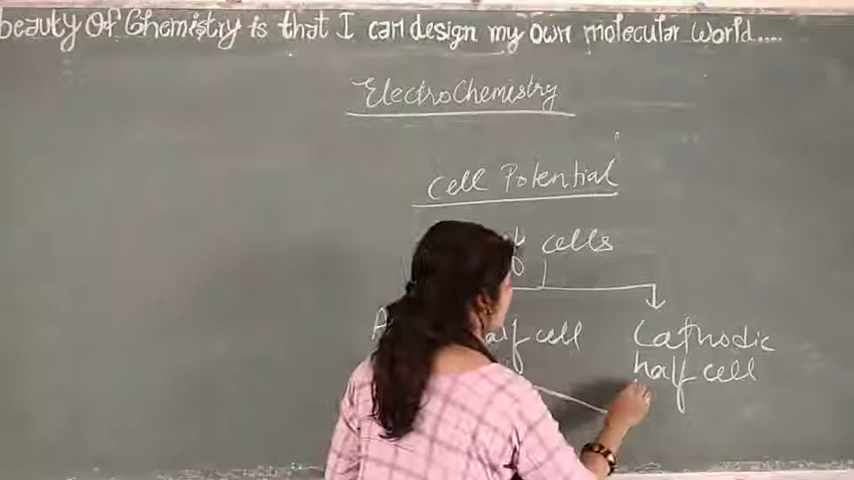 beauty Of Chemistry is that I can design my own molecular world....
ElectroChemistry
Cell Potential
cells
half cell
Cathodic
half cell